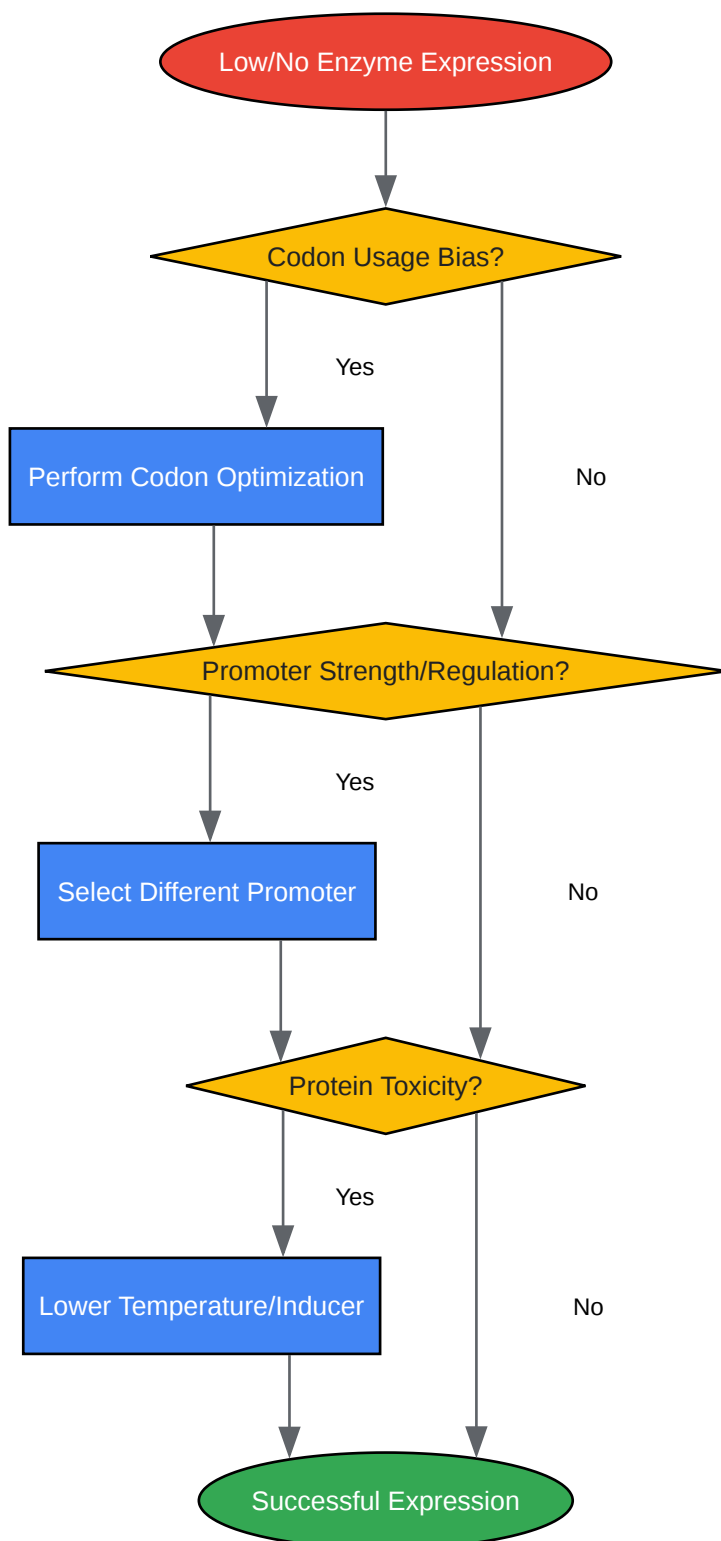 Low/No Enzyme Expression
Codon Usage Bias?
Yes
Perform Codon Optimization
No
Promoter Strength/Regulation?
Yes
Select Different Promoter
No
Protein Toxicity?
Yes
Lower Temperature/Inducer
No
Successful Expression